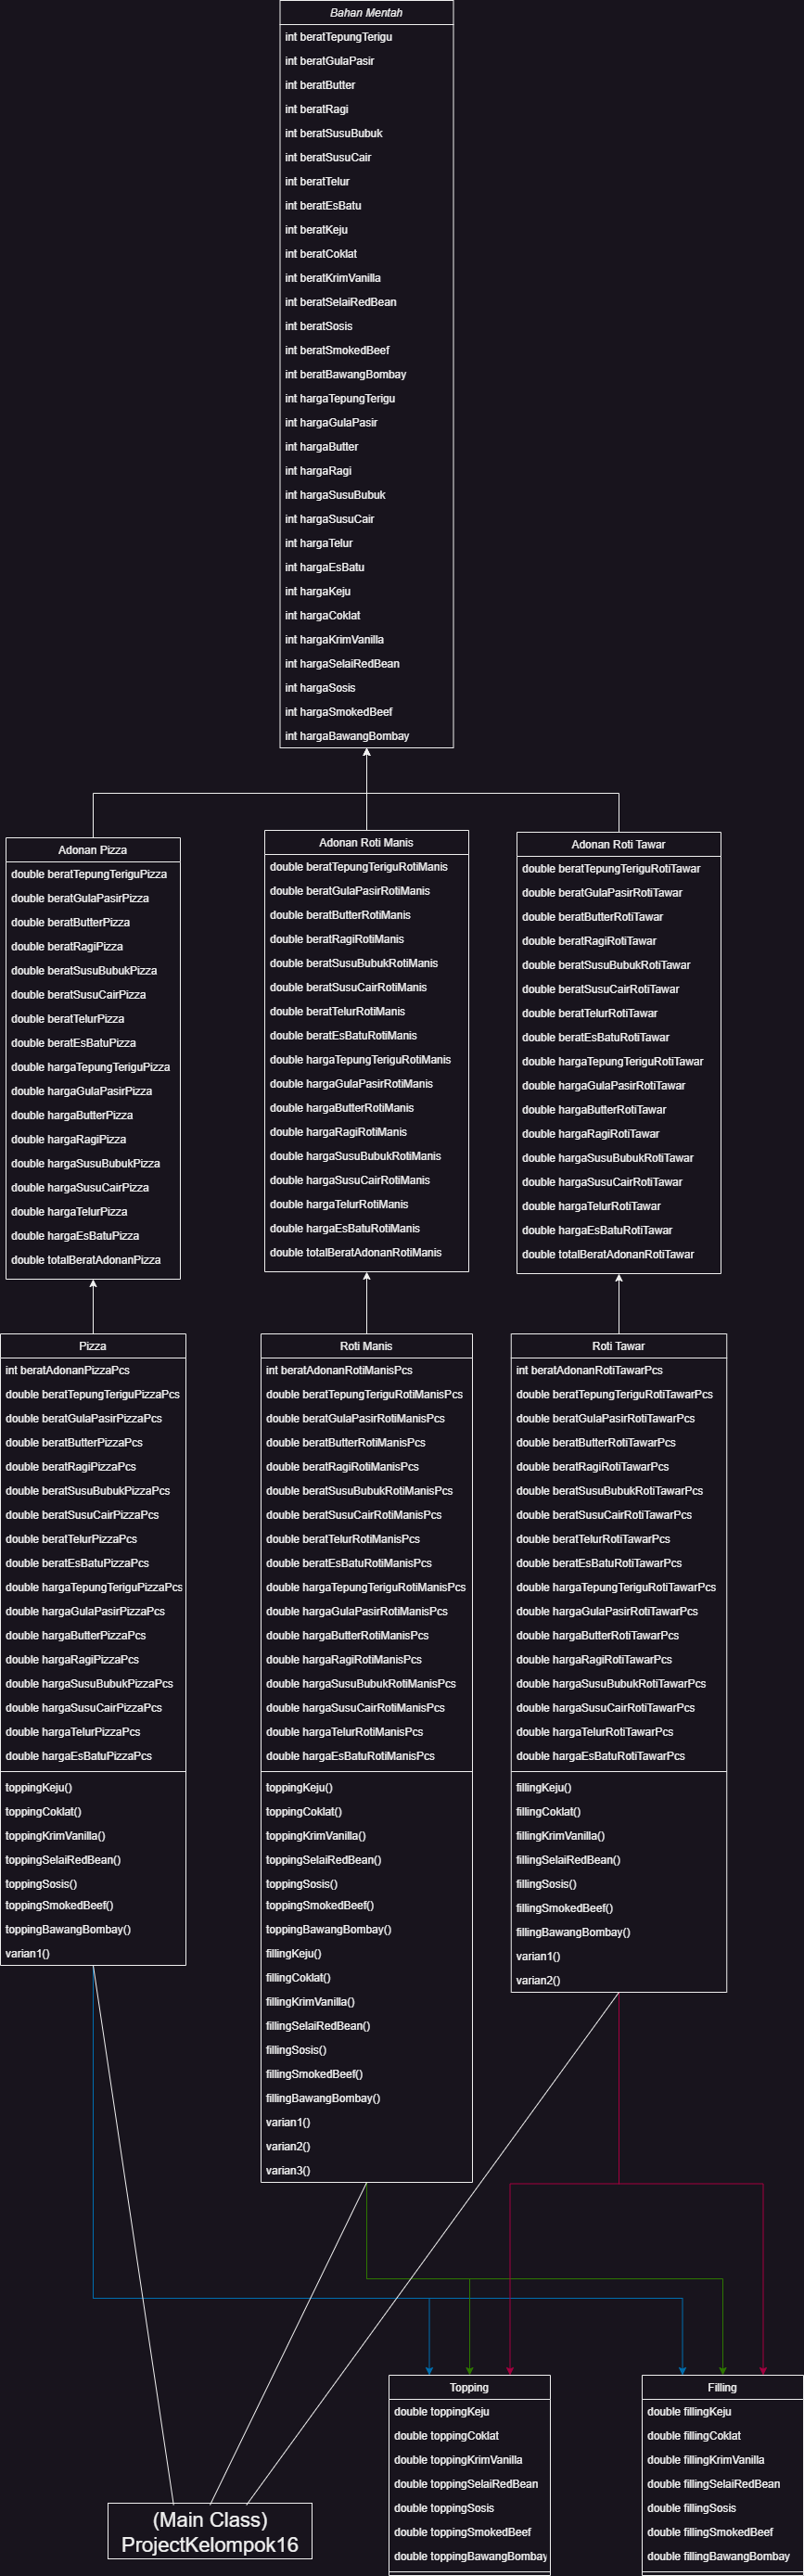 Bahan Mentah
int beratTepungTerigu
int beratGulaPasir
int beratButter
int beratRagi
int beratSusuBubuk
int beratSusuCair
int beratTelur
int beratEsBatu
int beratKeju
int beratCoklat
int beratKrimVanilla
int beratSelaiRedBean
int beratSosis
int beratSmokedBeef
int beratBawangBombay
int hargaTepungTerigu
int hargaGulaPasir
int hargaButter
int hargaRagi
int hargaSusuBubuk
int hargaSusuCair
int hargaTelur
int hargaEsBatu
int hargaKeju
int hargaCoklat
int hargaKrimVanilla
int hargaSelaiRedBean
int hargaSosis
int hargaSmokedBeef
int hargaBawangBombay
Adonan Pizza
double beratTepungTeriguPizza
double beratGulaPasirPizza
double beratButterPizza
double beratRagiPizza
double beratSusuBubukPizza
double beratSusuCairPizza
double beratTelurPizza
double beratEsBatuPizza
double hargaTepungTeriguPizza
double hargaGulaPasirPizza
double hargaButterPizza
double hargaRagiPizza
double hargaSusuBubukPizza
double hargaSusuCairPizza
double hargaTelurPizza
double hargaEsBatuPizza
double totalBeratAdonanPizza
Adonan Roti Manis
double beratTepungTeriguRotiManis
double beratGulaPasirRotiManis
double beratButterRotiManis
double beratRagiRotiManis
double beratSusuBubukRotiManis
double beratSusuCairRotiManis
double beratTelurRotiManis
double beratEsBatuRotiManis
double hargaTepungTeriguRotiManis
double hargaGulaPasirRotiManis
double hargaButterRotiManis
double hargaRagiRotiManis
double hargaSusuBubukRotiManis
double hargaSusuCairRotiManis
double hargaTelurRotiManis
double hargaEsBatuRotiManis
double totalBeratAdonanRotiManis
Adonan Roti Tawar
double beratTepungTeriguRotiTawar
double beratGulaPasirRotiTawar
double beratButterRotiTawar
double beratRagiRotiTawar
double beratSusuBubukRotiTawar
double beratSusuCairRotiTawar
double beratTelurRotiTawar
double beratEsBatuRotiTawar
double hargaTepungTeriguRotiTawar
double hargaGulaPasirRotiTawar
double hargaButterRotiTawar
double hargaRagiRotiTawar
double hargaSusuBubukRotiTawar
double hargaSusuCairRotiTawar
double hargaTelurRotiTawar
double hargaEsBatuRotiTawar
double totalBeratAdonanRotiTawar
Pizza
int beratAdonanPizzaPcs
double beratTepungTeriguPizzaPcs
double beratGulaPasirPizzaPcs
double beratButterPizzaPcs
double beratRagiPizzaPcs
double beratSusuBubukPizzaPcs
double beratSusuCairPizzaPcs
double beratTelurPizzaPcs
double beratEsBatuPizzaPcs
double hargaTepungTeriguPizzaPcs
double hargaGulaPasirPizzaPcs
double hargaButterPizzaPcs
double hargaRagiPizzaPcs
double hargaSusuBubukPizzaPcs
double hargaSusuCairPizzaPcs
double hargaTelurPizzaPcs
double hargaEsBatuPizzaPcs
toppingKeju()
toppingCoklat()
toppingKrimVanilla()
toppingSelaiRedBean()
toppingSosis()
toppingSmokedBeef()
toppingBawangBombay()
varian1()
Roti Manis
int beratAdonanRotiManisPcs
double beratTepungTeriguRotiManisPcs
double beratGulaPasirRotiManisPcs
double beratButterRotiManisPcs
double beratRagiRotiManisPcs
double beratSusuBubukRotiManisPcs
double beratSusuCairRotiManisPcs
double beratTelurRotiManisPcs
double beratEsBatuRotiManisPcs
double hargaTepungTeriguRotiManisPcs
double hargaGulaPasirRotiManisPcs
double hargaButterRotiManisPcs
double hargaRagiRotiManisPcs
double hargaSusuBubukRotiManisPcs
double hargaSusuCairRotiManisPcs
double hargaTelurRotiManisPcs
double hargaEsBatuRotiManisPcs
toppingKeju()
toppingCoklat()
toppingKrimVanilla()
toppingSelaiRedBean()
toppingSosis()
toppingSmokedBeef()
toppingBawangBombay()
fillingKeju()
fillingCoklat()
fillingKrimVanilla()
fillingSelaiRedBean()
fillingSosis()
fillingSmokedBeef()
fillingBawangBombay()
varian1()
varian2()
varian3()
Roti Tawar
int beratAdonanRotiTawarPcs
double beratTepungTeriguRotiTawarPcs
double beratGulaPasirRotiTawarPcs
double beratButterRotiTawarPcs
double beratRagiRotiTawarPcs
double beratSusuBubukRotiTawarPcs
double beratSusuCairRotiTawarPcs
double beratTelurRotiTawarPcs
double beratEsBatuRotiTawarPcs
double hargaTepungTeriguRotiTawarPcs
double hargaGulaPasirRotiTawarPcs
double hargaButterRotiTawarPcs
double hargaRagiRotiTawarPcs
double hargaSusuBubukRotiTawarPcs
double hargaSusuCairRotiTawarPcs
double hargaTelurRotiTawarPcs
double hargaEsBatuRotiTawarPcs
fillingKeju()
fillingCoklat()
fillingKrimVanilla()
fillingSelaiRedBean()
fillingSosis()
fillingSmokedBeef()
fillingBawangBombay()
varian1()
varian2()
Topping
double toppingKeju
double toppingCoklat
double toppingKrimVanilla
double toppingSelaiRedBean
double toppingSosis
double toppingSmokedBeef
double toppingBawangBombay
Filling
double fillingKeju
double fillingCoklat
double fillingKrimVanilla
double fillingSelaiRedBean
double fillingSosis
double fillingSmokedBeef
double fillingBawangBombay
(Main Class)
ProjectKelompok16